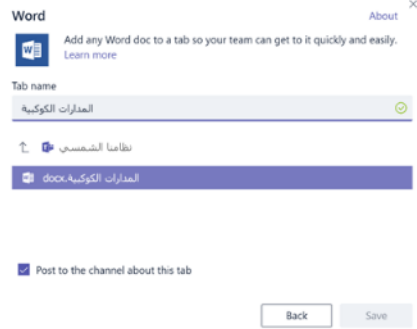 Word
About
Add any Word doc to a tab so your team can get to it quickly and easily.
Learn more
Tab name
المدارات الكوكبية
نظامنا الشمسي
المدارات الكوكبية.docx
Post to the channel about this tab
Back
Save